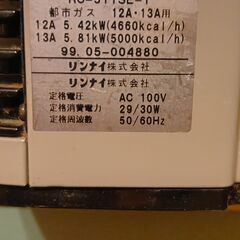 都市ガス 12A・13A用
12A 5.42kW(4660kcal/h)
13A 5.81kW(5000kcal/h)
99.05-004880
リンナイ株式会社
リンナイ株式会社
定格電圧 AC 100V
定格消費電力 29/30W
定格周波数 50/60Hz